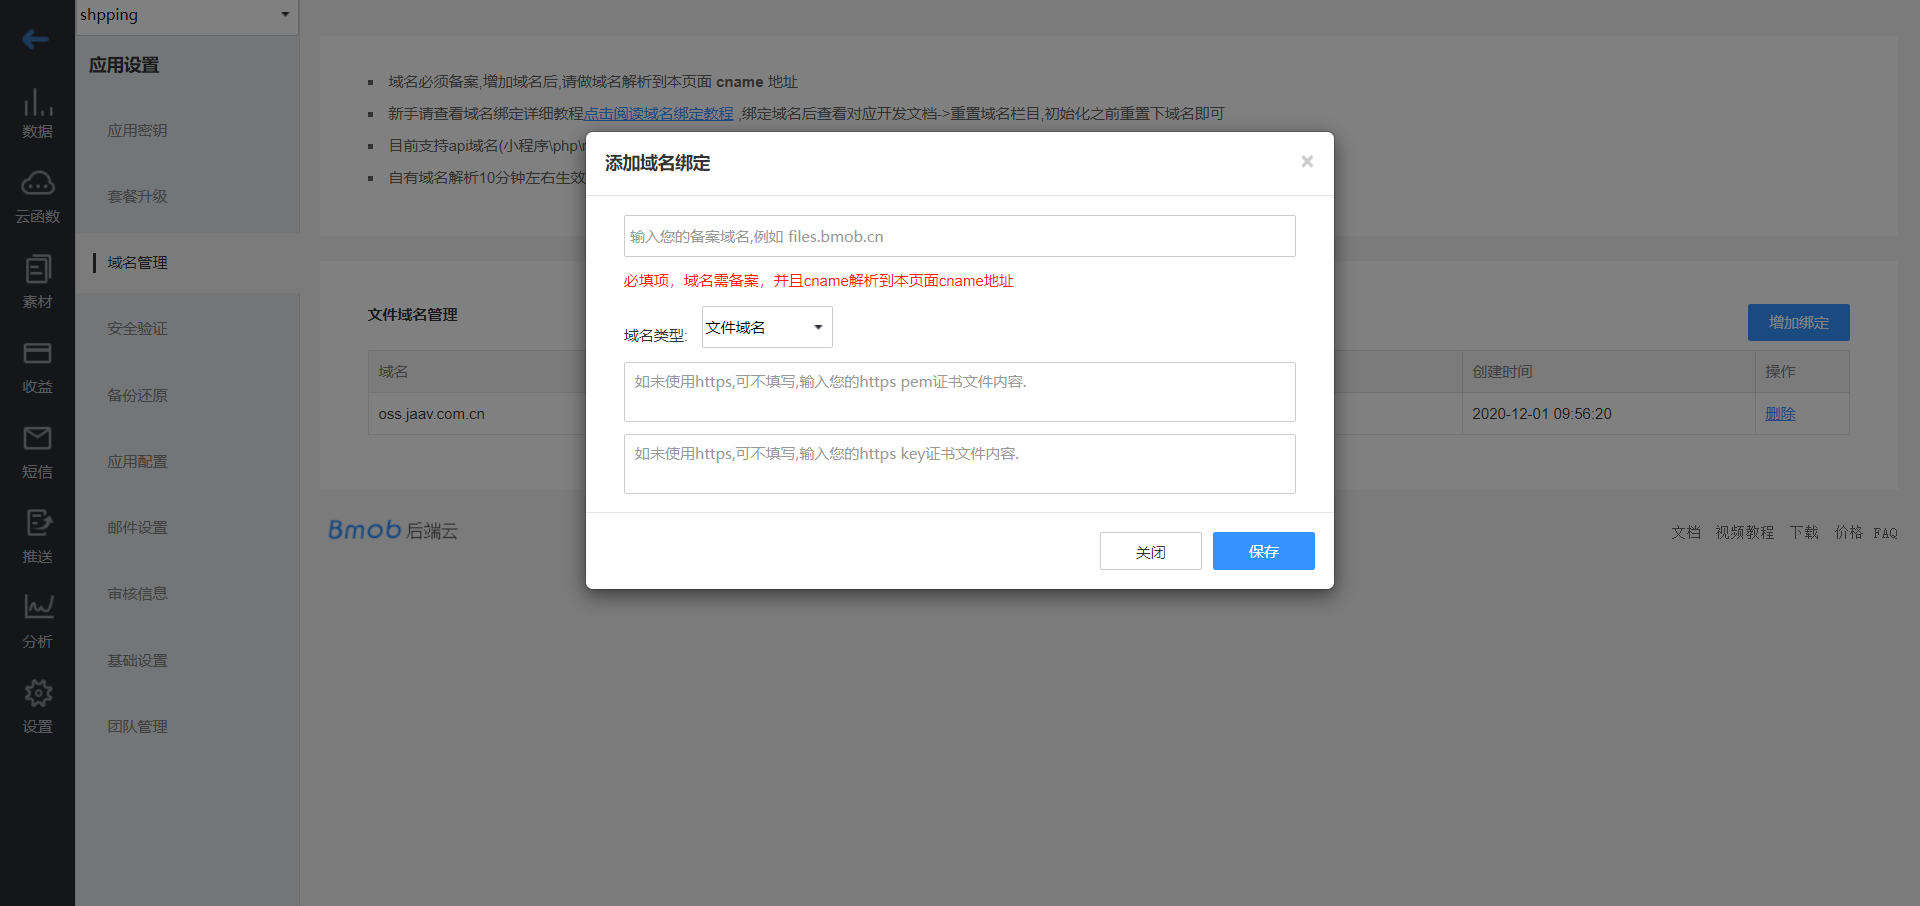 shpping
应用设置
数据
云函数
素材
收益
短信
推送
分析
设置
应用密钥
套餐升级
域名管理
安全验证
备份还原
应用配置
邮件设置
审核信息
基础设置
团队管理
域名必须备案,增加域名后,请做域名解析到本页面 cname 地址
新手请查看域名绑定详细教程点击阅读域名绑定教程 ,绑定域名后查看对应开发文档->重置域名栏目,初始化之前重置下域名即可
目前支持api域名(小程序\php\
自有域名解析10分钟左右生效
添加域名绑定
×
输入您的备案域名,例如 files.bmob.cn
必填项，域名需备案，并且cname解析到本页面cname地址
域名类型: 文件域名
如未使用https,可不填写,输入您的https pem证书文件内容.
如未使用https,可不填写,输入您的https key证书文件内容.
关闭 保存
文件域名管理
增加绑定
域名 创建时间 操作
oss.jaav.com.cn 2020-12-01 09:56:20 删除
Bmob 后端云
文档 视频教程 下载 价格 FAQ